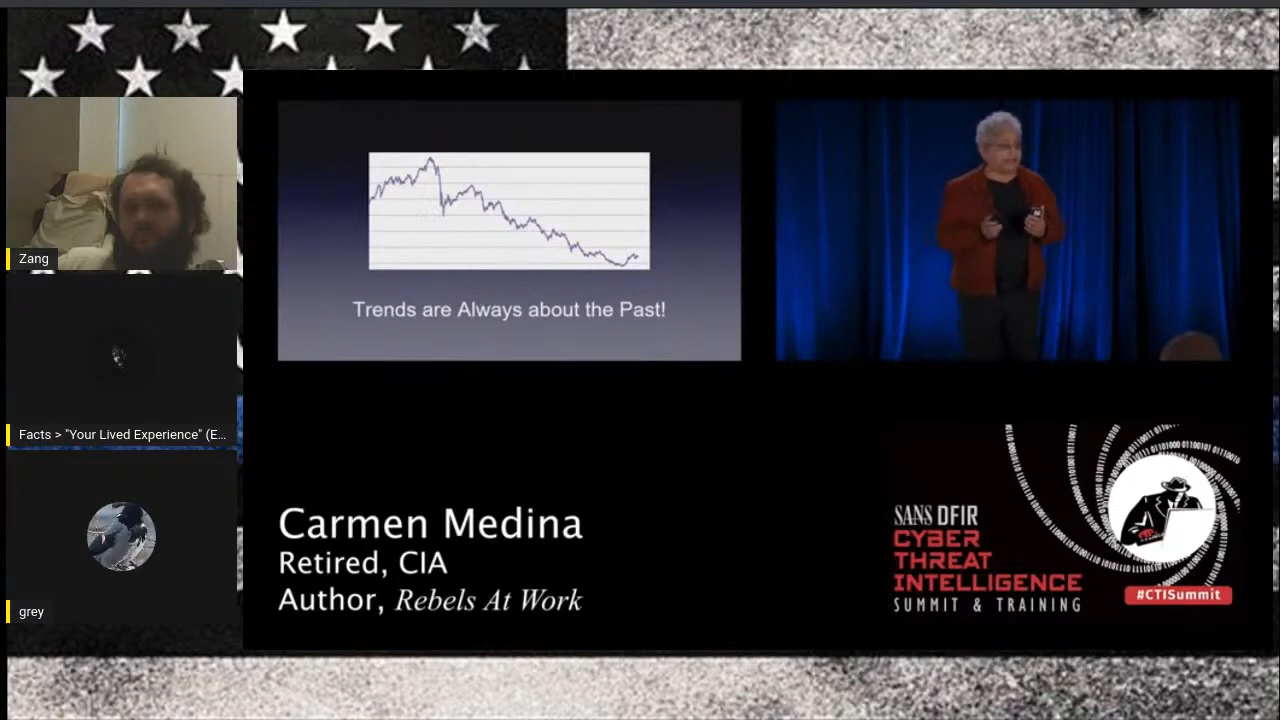 Zang
Facts > "Your Lived Experience" (E...
grey
Trends are Always about the Past!
Carmen Medina
Retired, CIA
Author, Rebels At Work
SANS DFIR
CYBER
THREAT
INTELLIGENCE
SUMMIT & TRAINING
#CTISummit